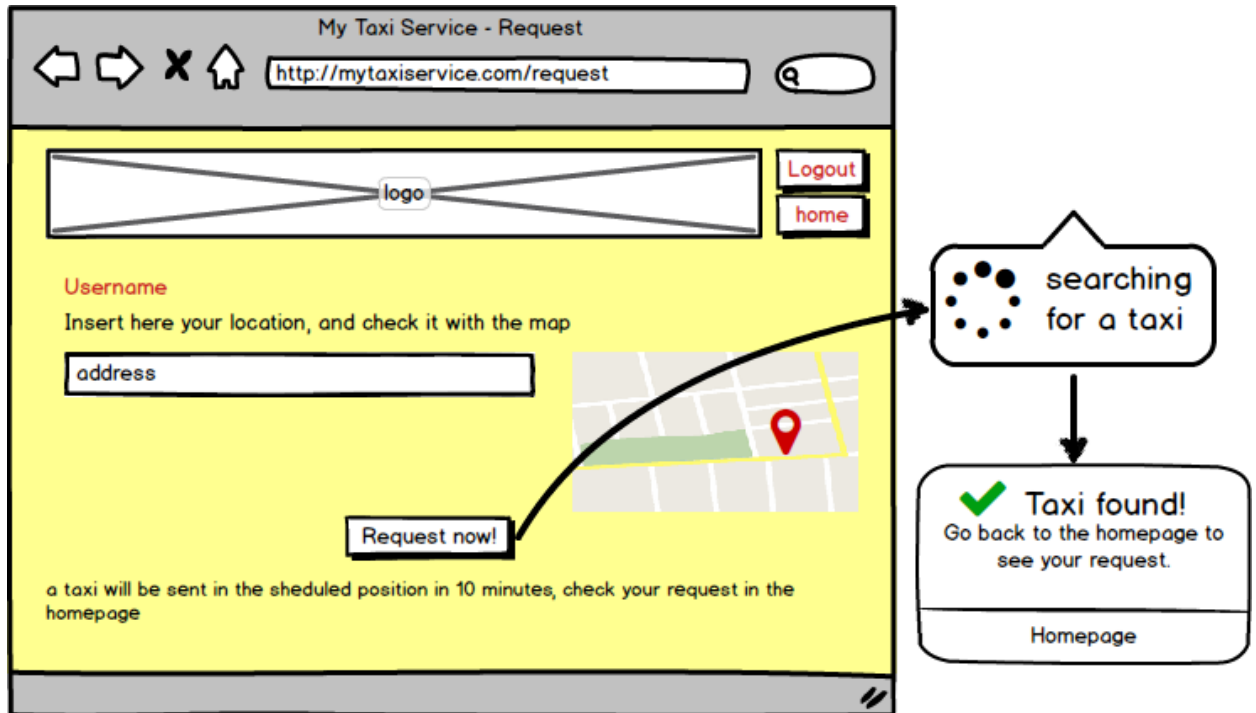 My Taxi Service - Request
http://mytaxiservice.com/request
logo
Logout
home
Username
Insert here your location, and check it with the map
address
Request now!
a taxi will be sent in the sheduled position in 10 minutes, check your request in the
homepage
searching
for a taxi
Taxi found!
Go back to the homepage to
see your request.
Homepage